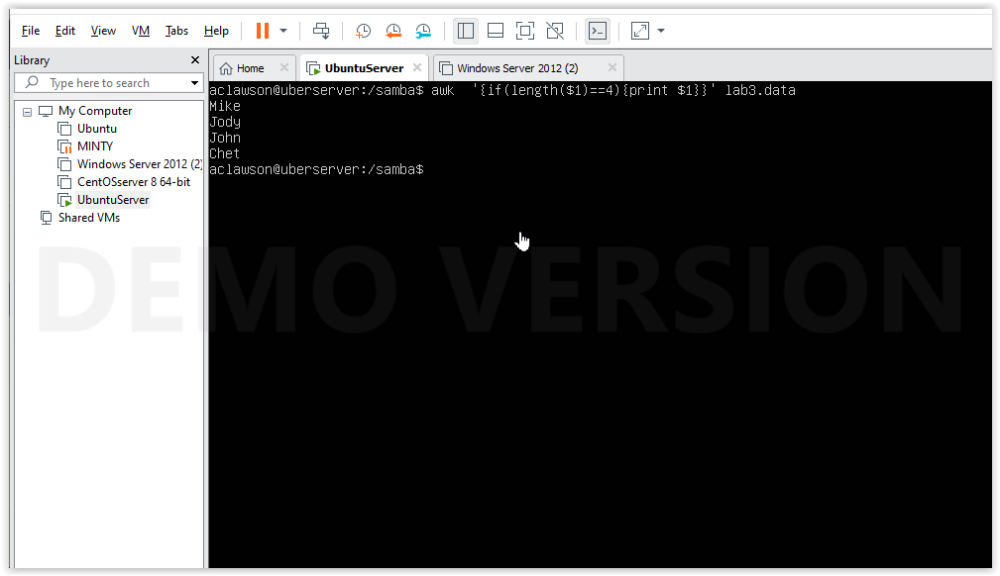 File Edit View VM Tabs Help
Library
Type here to search
My Computer
Ubuntu
MINTY
Windows Server 2012 (2)
CentOSserver 8 64-bit
UbuntuServer
Shared VMs
Home UbuntuServer Windows Server 2012 (2)
aclawson@uberserver:/samba$ awk  '{if(length($1)==4){print $1}}' lab3.data
Mike
Jody
John
Chet
aclawson@uberserver:/samba$
DEMO VERSION